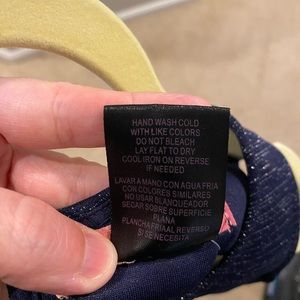 HAND WASH COLD
WITH LIKE COLORS
DO NOT BLEACH
LAY FLAT TO DRY
COOL IRON ON REVERSE
IF NEEDED
LAVAR A MANO CON AGUA FRIA
CON COLORES SIMILARES
NO USAR BLANQUEADOR
SECAR SOBRE SUPERFICIE
PLANA
PLANCHA FRIA AL REVERSO
SI SE NECESITA